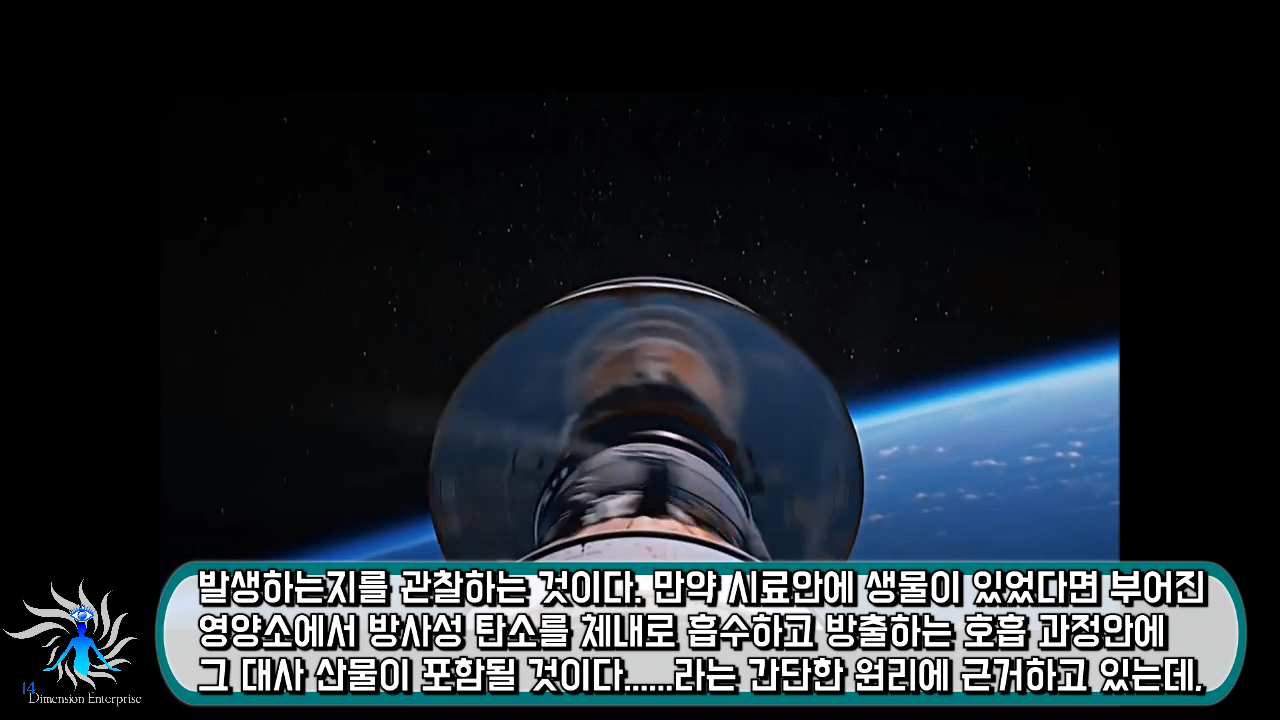 발생하는지를 관찰하는 것이다. 만약 시료안에 생물이 있었다면 부어진
영양소에서 방사성 탄소를 체내로 흡수하고 방출하는 호흡 과정안에
그 대사 산물이 포함될 것이다......라는 간단한 원리에 근거하고 있는데,
14
Dimension Enterprise